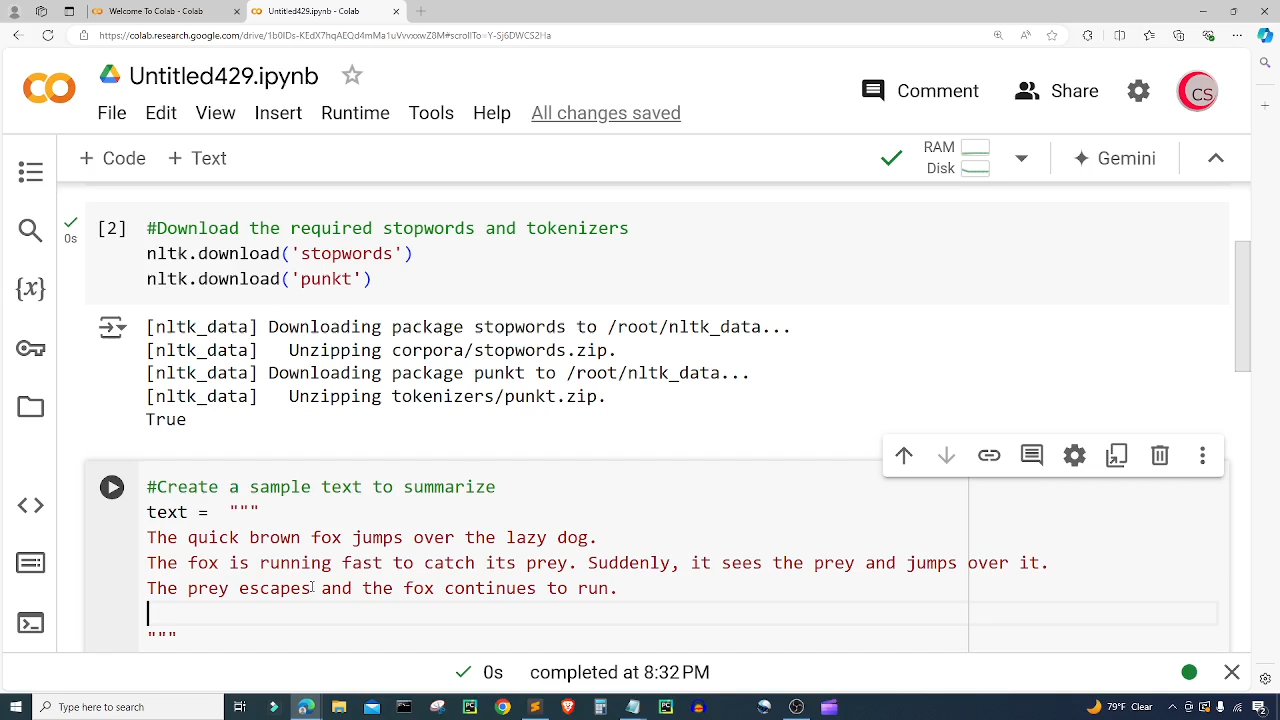 Welcome To Colab - Colab
Untitled429.ipynb - Colab
Untitled429.ipynb
File Edit View Insert Runtime Tools Help All changes saved
Comment
Share
CS
+ Code + Text
RAM
Disk
Gemini
[2]
0s
#Download the required stopwords and tokenizers
nltk.download('stopwords')
nltk.download('punkt')
[nltk_data] Downloading package stopwords to /root/nltk_data...
[nltk_data]   Unzipping corpora/stopwords.zip.
[nltk_data] Downloading package punkt to /root/nltk_data...
[nltk_data]   Unzipping tokenizers/punkt.zip.
True
#Create a sample text to summarize
text =  """
The quick brown fox jumps over the lazy dog.
The fox is running fast to catch its prey. Suddenly, it sees the prey and jumps over it.
The prey escapes and the fox continues to run.
"""
0s completed at 8:32 PM
Type here to search
77°F Clear